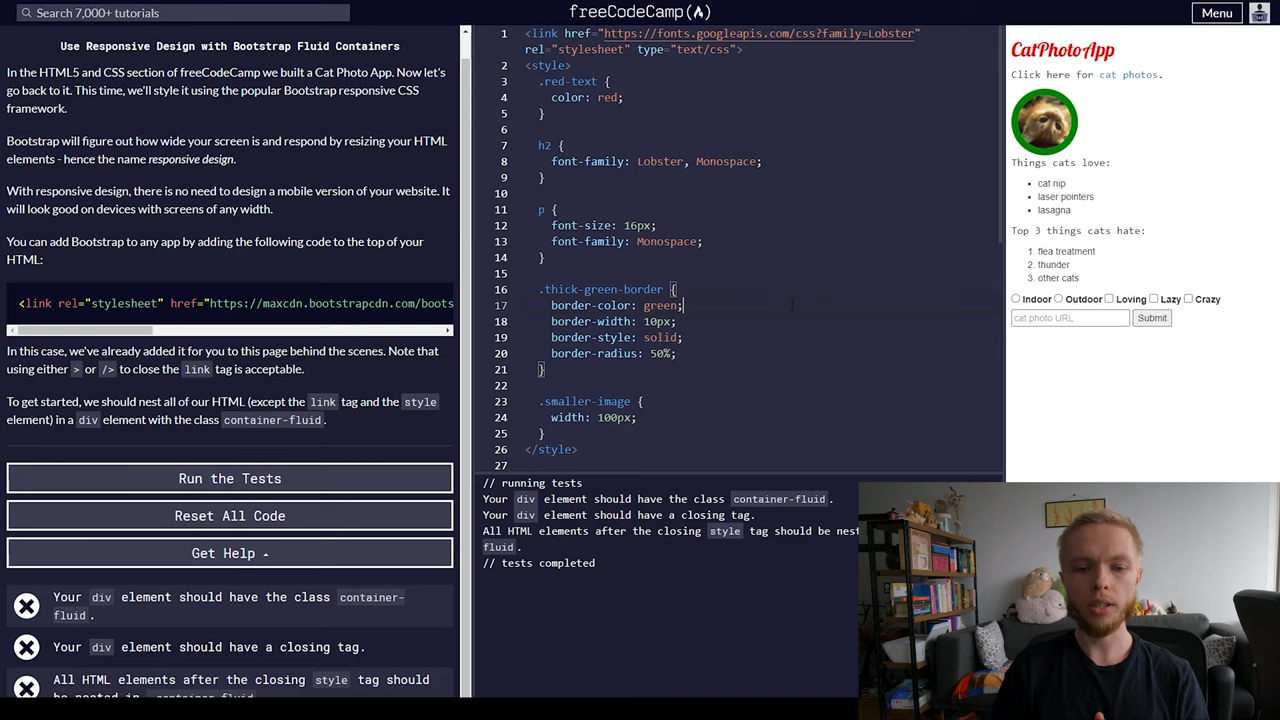 Search 7,000+ tutorials
freeCodeCamp
Menu
Use Responsive Design with Bootstrap Fluid Containers
In the HTML5 and CSS section of freeCodeCamp we built a Cat Photo App. Now let's
go back to it. This time, we'll style it using the popular Bootstrap responsive CSS
framework.
Bootstrap will figure out how wide your screen is and respond by resizing your HTML
elements - hence the name responsive design.
With responsive design, there is no need to design a mobile version of your website. It
will look good on devices with screens of any width.
You can add Bootstrap to any app by adding the following code to the top of your
HTML:
<link rel="stylesheet" href="https://maxcdn.bootstrapcdn.com/boots
In this case, we've already added it for you to this page behind the scenes. Note that
using either > or /> to close the link tag is acceptable.
To get started, we should nest all of our HTML (except the link tag and the style
element) in a div element with the class container-fluid.
Run the Tests
Reset All Code
Get Help
Your div element should have the class container-
fluid.
Your div element should have a closing tag.
All HTML elements after the closing style tag should
be nested in container-fluid
1 <link href="https://fonts.googleapis.com/css?family=Lobster"
rel="stylesheet" type="text/css">
2 <style>
3 .red-text {
4 color: red;
5 }
6
7 h2 {
8 font-family: Lobster, Monospace;
9 }
10
11 p {
12 font-size: 16px;
13 font-family: Monospace;
14 }
15
16 .thick-green-border {
17 border-color: green;
18 border-width: 10px;
19 border-style: solid;
20 border-radius: 50%;
21 }
22
23 .smaller-image {
24 width: 100px;
25 }
26 </style>
27
// running tests
Your div element should have the class container-fluid.
Your div element should have a closing tag.
All HTML elements after the closing style tag should be nest
fluid.
// tests completed
CatPhotoApp
Click here for cat photos.
Things cats love:
• cat nip
• laser pointers
• lasagna
Top 3 things cats hate:
1. flea treatment
2. thunder
3. other cats
Indoor Outdoor Loving Lazy Crazy
cat photo URL Submit